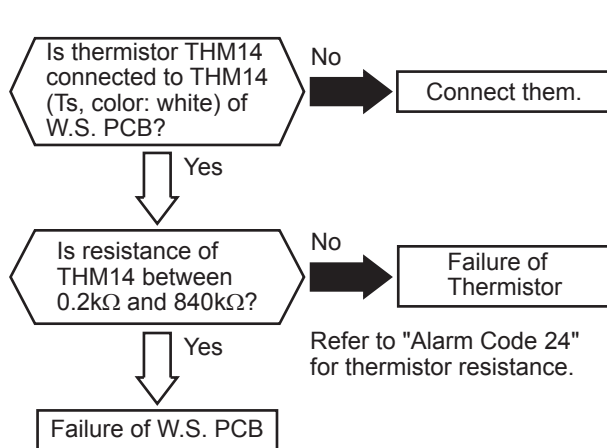 Is thermistor THM14
connected to THM14
(Ts, color: white) of
W.S. PCB?
No
Connect them.
Yes
Is resistance of
THM14 between
0.2kΩ and 840kΩ?
No
Failure of
Thermistor
Refer to "Alarm Code 24"
for thermistor resistance.
Yes
Failure of W.S. PCB